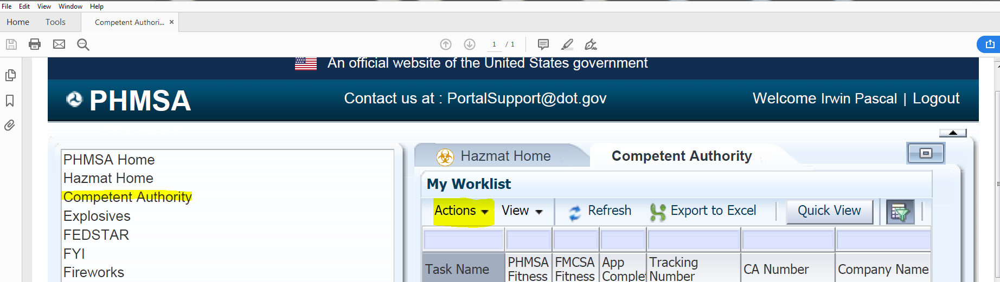 File Edit View Window Help
Home Tools Competent Authori... ×
1 / 1
An official website of the United States government
PHMSA Contact us at : PortalSupport@dot.gov Welcome Irwin Pascal | Logout
PHMSA Home
Hazmat Home
Competent Authority
Explosives
FEDSTAR
FYI
Fireworks
Hazmat Home Competent Authority
My Worklist
Actions View Refresh Export to Excel Quick View
Task Name PHMSA Fitness FMCSA Fitness App Complet Tracking Number CA Number Company Name